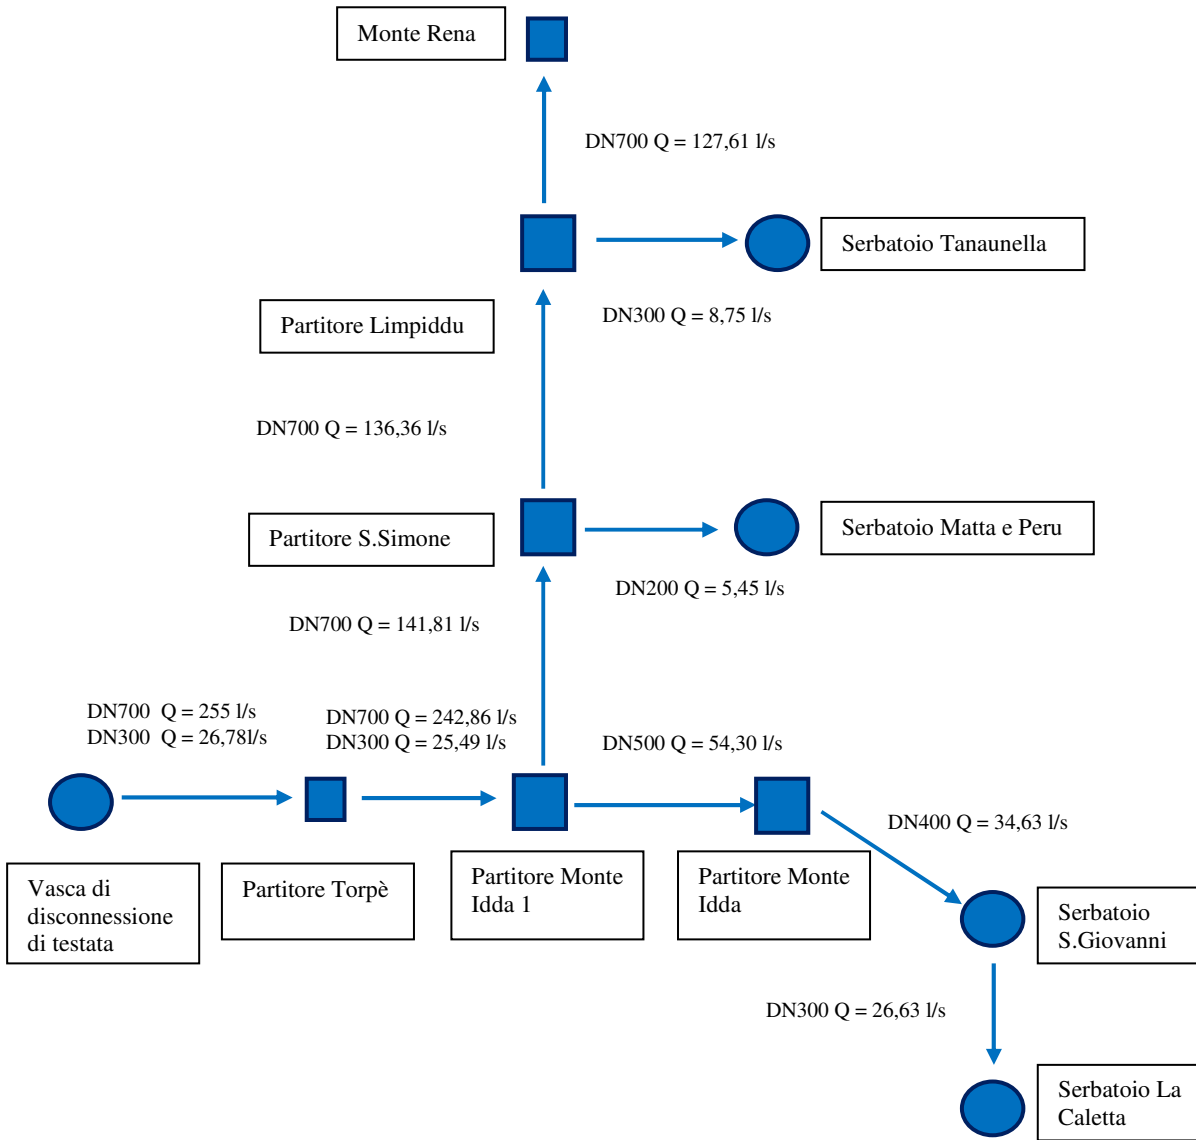 Monte Rena
DN700 Q = 127,61 l/s
Serbatoio Tanaunella
Partitore Limpiddu
DN300 Q = 8,75 l/s
DN700 Q = 136,36 l/s
Partitore S.Simone
Serbatoio Matta e Peru
DN200 Q = 5,45 l/s
DN700 Q = 141,81 l/s
DN700  Q = 255 l/s
DN300  Q = 26,78l/s
DN700 Q = 242,86 l/s
DN300 Q = 25,49 l/s
DN500 Q = 54,30 l/s
DN400 Q = 34,63 l/s
Vasca di
disconnessione
di testata
Partitore Torpè
Partitore Monte
Idda 1
Partitore Monte
Idda
Serbatoio
S.Giovanni
DN300 Q = 26,63 l/s
Serbatoio La
Caletta